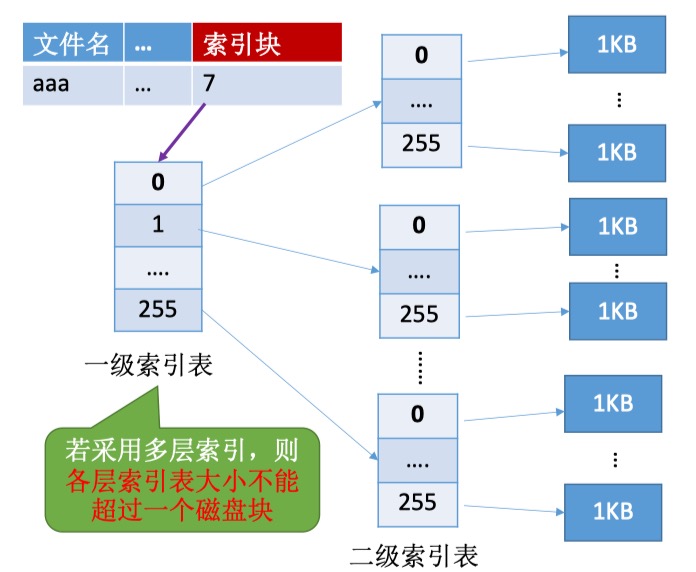 文件名 ... 索引块
aaa ... 7
0
1
....
255
一级索引表
若采用多层索引，则
各层索引表大小不能
超过一个磁盘块
0
....
255
0
....
255
......
0
....
255
二级索引表
1KB
...
1KB
1KB
...
1KB
1KB
...
1KB